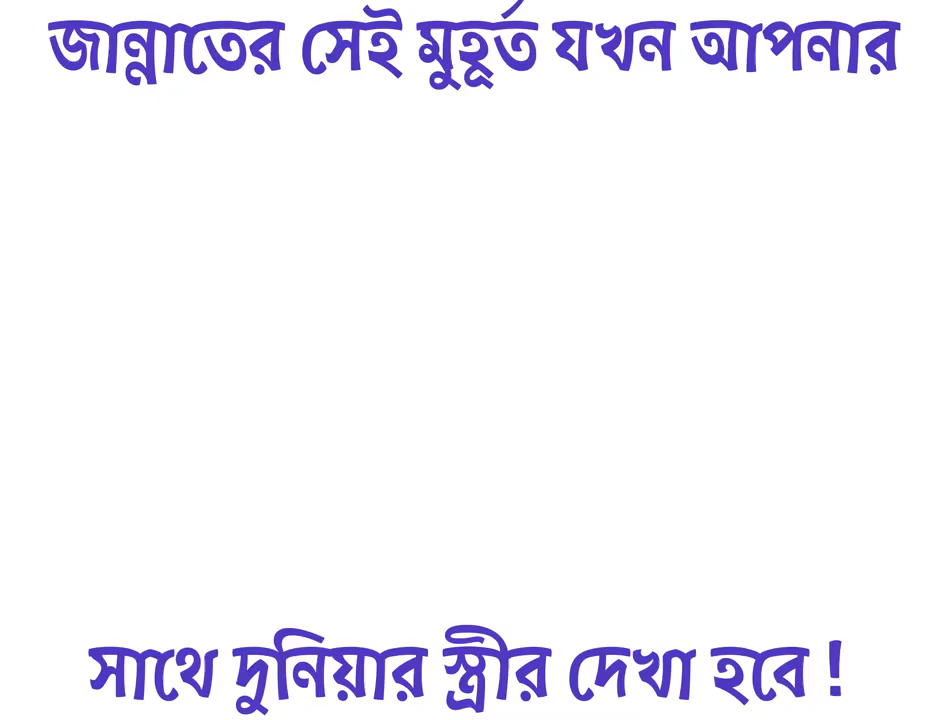 জান্নাতের সেই মুহূর্ত যখন আপনার
সাথে দুনিয়ার স্ত্রীর দেখা হবে !